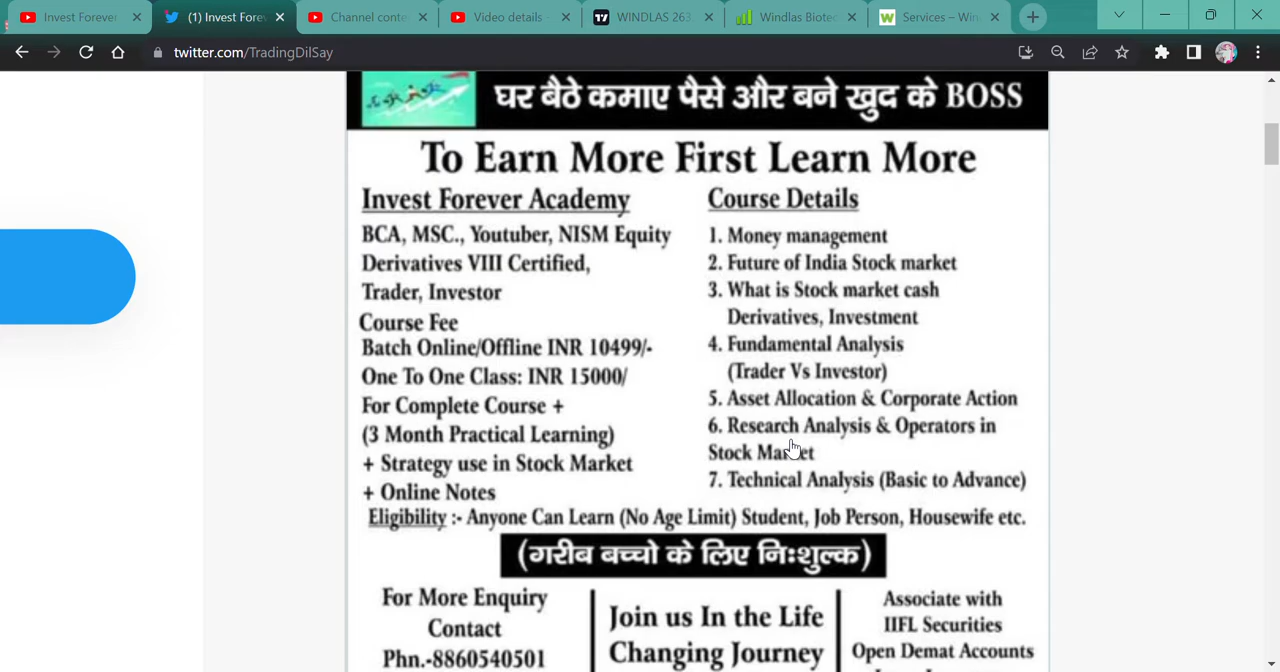 Invest Forever
(1) Invest Fore
Channel conte
Video details -
WINDLAS 263.
Windlas Biotec
Services – Win
twitter.com/TradingDilSay
घर बैठे कमाए पैसे और बने खुद के BOSS
To Earn More First Learn More
Invest Forever Academy
BCA, MSC., Youtuber, NISM Equity
Derivatives VIII Certified,
Trader, Investor
Course Fee
Batch Online/Offline INR 10499/-
One To One Class: INR 15000/
For Complete Course +
(3 Month Practical Learning)
+ Strategy use in Stock Market
+ Online Notes
Course Details
1. Money management
2. Future of India Stock market
3. What is Stock market cash
Derivatives, Investment
4. Fundamental Analysis
(Trader Vs Investor)
5. Asset Allocation & Corporate Action
6. Research Analysis & Operators in
Stock Market
7. Technical Analysis (Basic to Advance)
Eligibility :- Anyone Can Learn (No Age Limit) Student, Job Person, Housewife etc.
(गरीब बच्चो के लिए निःशुल्क)
For More Enquiry
Contact
Phn.-8860540501
Join us In the Life
Changing Journey
Associate with
IIFL Securities
Open Demat Accounts